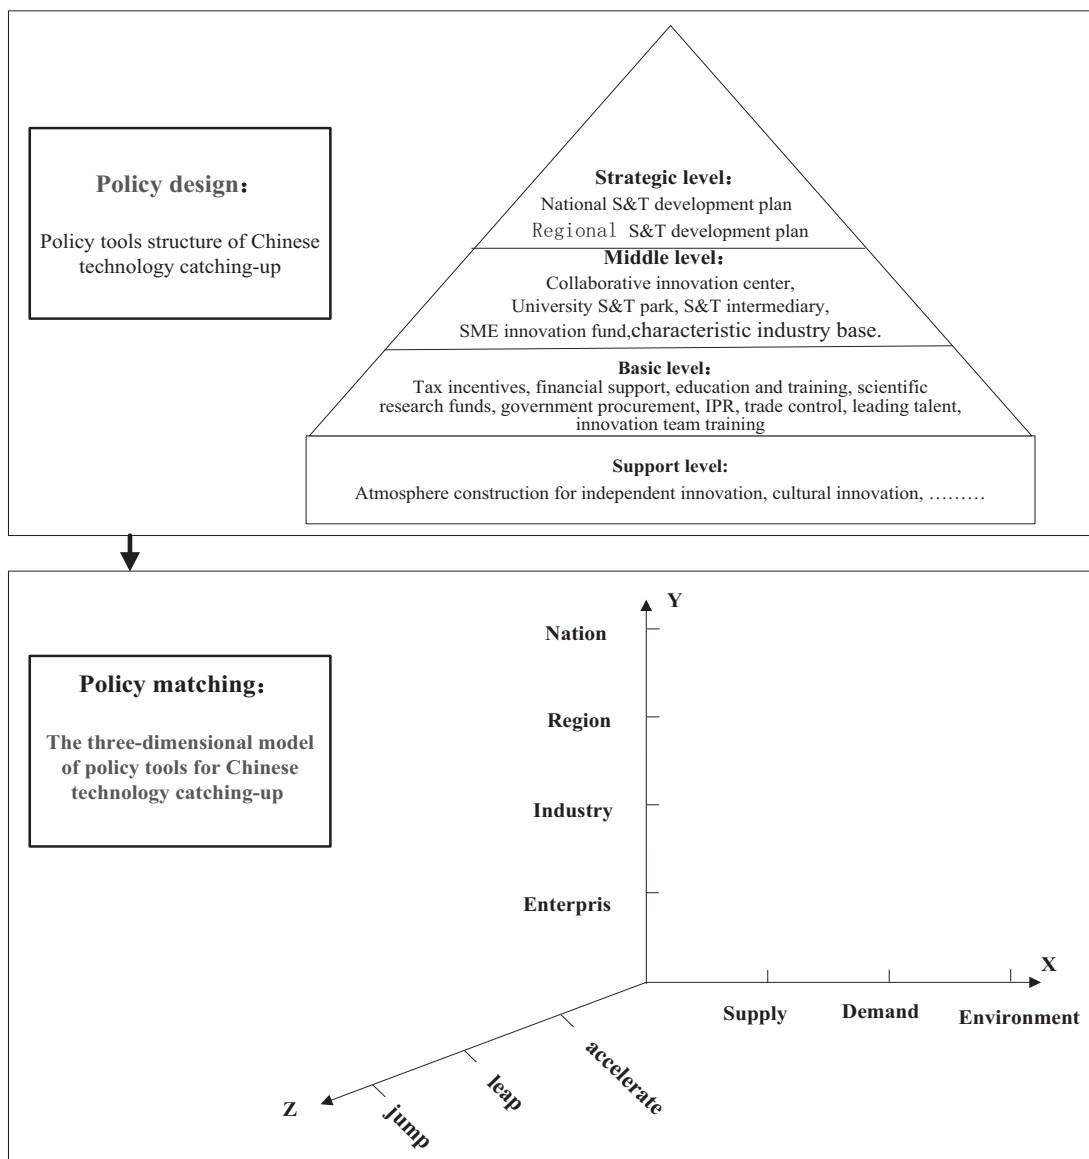 Policy design：
Policy tools structure of Chinese
technology catching-up
Strategic level：
National S&T development plan
Regional S&T development plan
Middle level：
Collaborative innovation center,
University S&T park, S&T intermediary,
SME innovation fund,characteristic industry base.
Basic level：
Tax incentives, financial support, education and training, scientific
research funds, government procurement, IPR, trade control, leading talent,
innovation team training
Support level:
Atmosphere construction for independent innovation, cultural innovation, ………
Policy matching：
The three-dimensional model
of policy tools for Chinese
technology catching-up
Y
Nation
Region
Industry
Enterpris
X
Supply
Demand
Environment
accelerate
leap
jump
Z